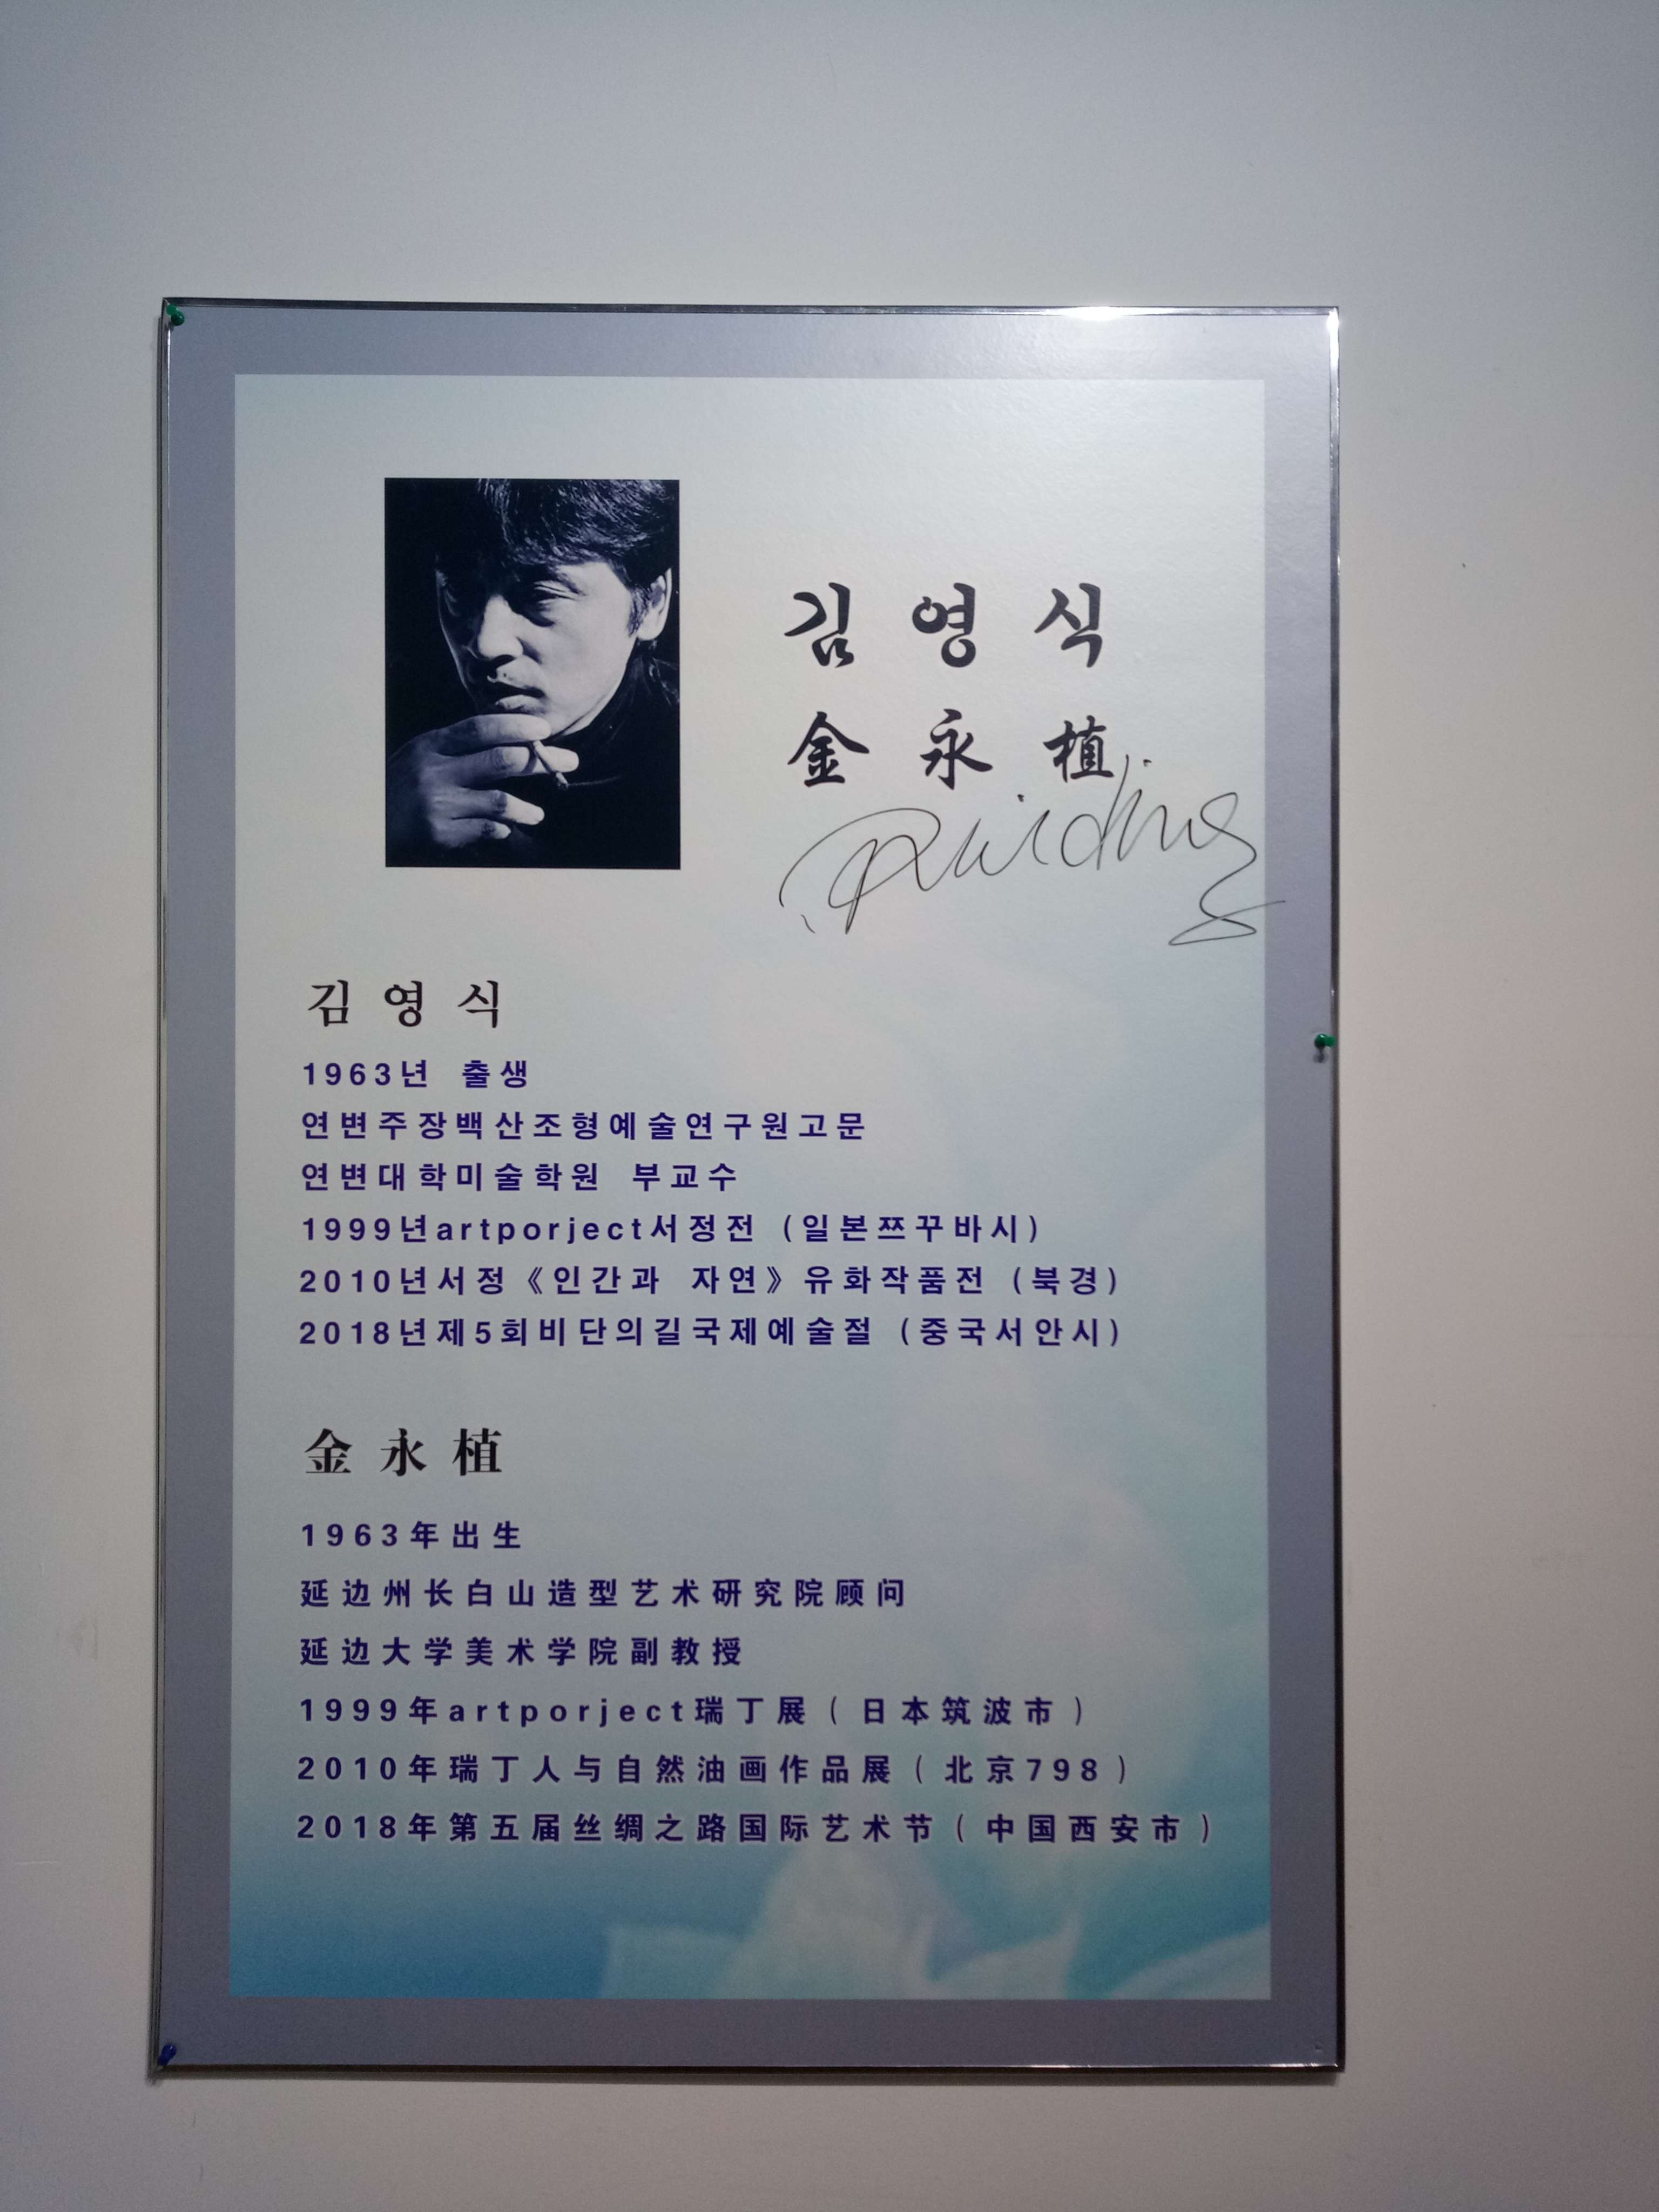 김 영 식
金 永 植
Ruiding
김 영 식
1963년 출생
연변주장백산조형예술연구원고문
연변대학미술학원 부교수
1999년artporject서정전 (일본쯔꾸바시)
2010년서정《인간과 자연》유화작품전 (북경)
2018년제5회비단의길국제예술절 (중국서안시)
金 永 植
1963年出生
延边州长白山造型艺术研究院顾问
延边大学美术学院副教授
1999年artporject瑞丁展（日本筑波市）
2010年瑞丁人与自然油画作品展（北京798）
2018年第五届丝绸之路国际艺术节（中国西安市）